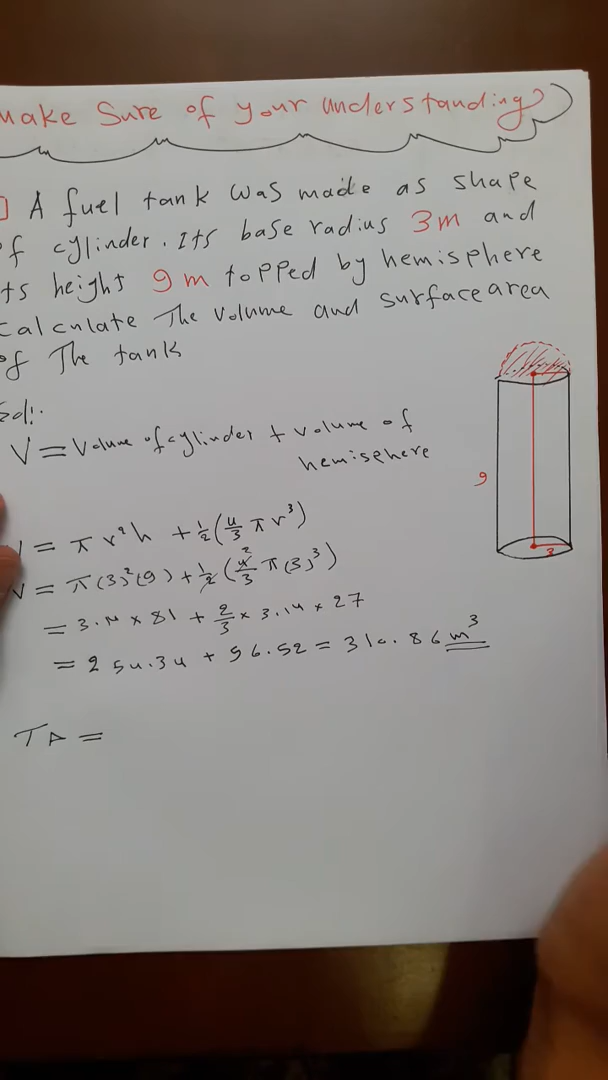 make Sure of your understanding
] A fuel tank was made as shape
of cylinder. Its base radius 3m and
its height 9m topped by hemisphere
calculate The volume and surface area
of The tank
Sol:.
V = Volume of cylinder + volume of
hemisphere
V = π r²h + 1/2 (4/3 π r³)
V = π(3)²(9) + 1/2 (4/3 2 π(3)³)
= 3.14 × 81 + 2/3 × 3.14 × 27
= 254.34 + 56.52 = 310.86 m³
TA =
9
3